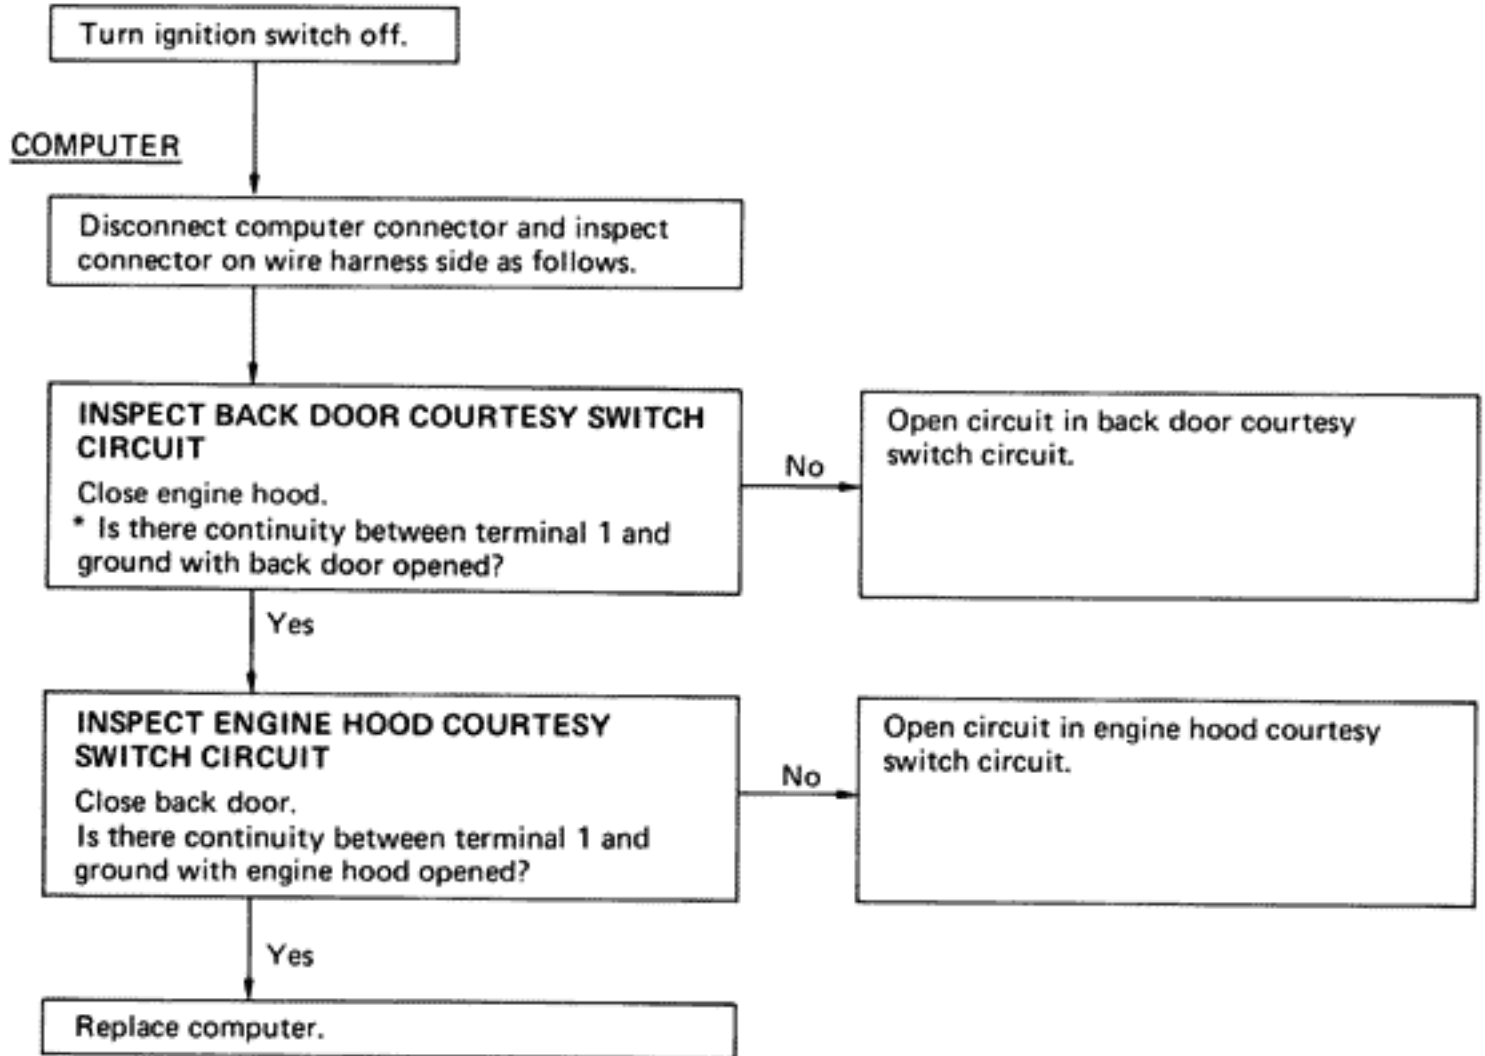 Turn ignition switch off.
COMPUTER
Disconnect computer connector and inspect
connector on wire harness side as follows.
INSPECT BACK DOOR COURTESY SWITCH
CIRCUIT
Close engine hood.
* Is there continuity between terminal 1 and
ground with back door opened?
No
Open circuit in back door courtesy
switch circuit.
Yes
INSPECT ENGINE HOOD COURTESY
SWITCH CIRCUIT
Close back door.
Is there continuity between terminal 1 and
ground with engine hood opened?
No
Open circuit in engine hood courtesy
switch circuit.
Yes
Replace computer.